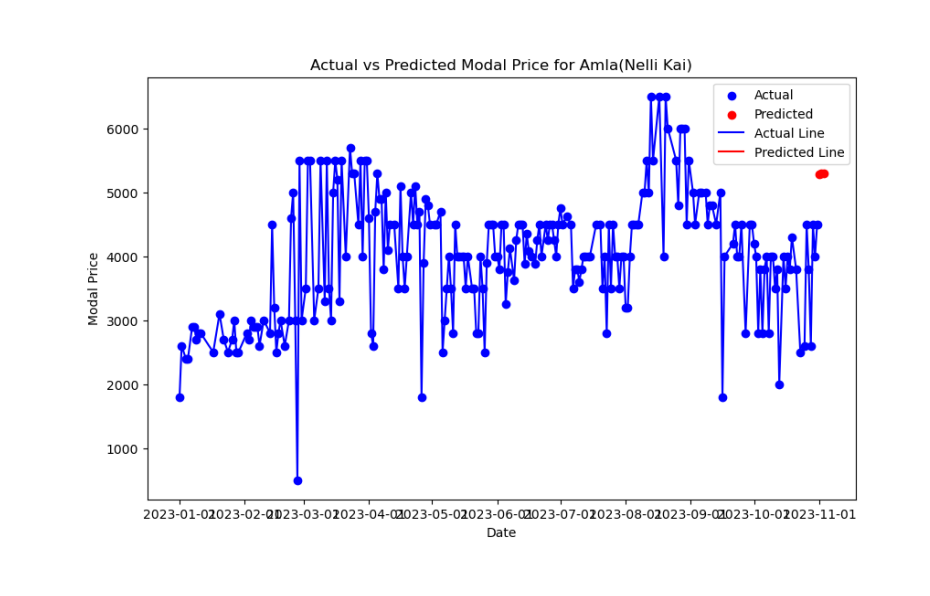 Actual vs Predicted Modal Price for Amla(Nelli Kai)
Actual
Predicted
Actual Line
Predicted Line
6000
5000
4000
3000
2000
1000
Modal Price
2023-01-01
2023-02-01
2023-03-01
2023-04-01
2023-05-01
2023-06-01
2023-07-01
2023-08-01
2023-09-01
2023-10-01
2023-11-01
Date